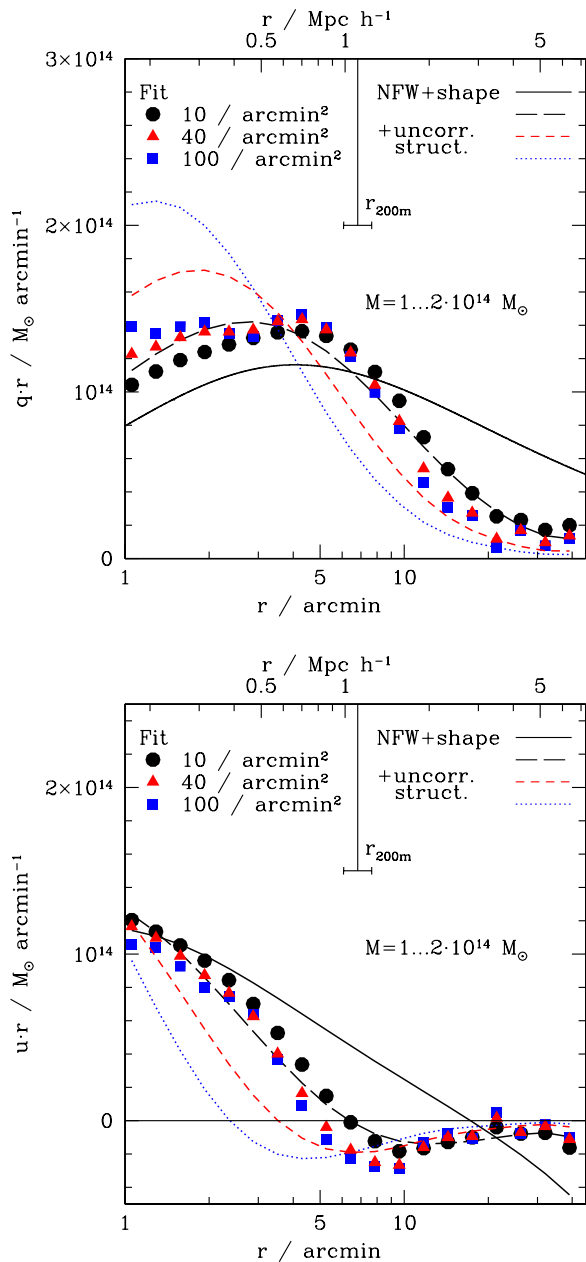 r / Mpc h⁻¹
0.5 1 5
3×10¹⁴
Fit
10 / arcmin²
40 / arcmin²
100 / arcmin²
NFW+shape
+uncorr.
struct.
r₂₀₀ₘ
2×10¹⁴
M=1...2·10¹⁴ M☉
q·r / M☉ arcmin⁻¹
10¹⁴
0
1 5 10
r / arcmin
r / Mpc h⁻¹
0.5 1 5
Fit
10 / arcmin²
40 / arcmin²
100 / arcmin²
NFW+shape
+uncorr.
struct.
2×10¹⁴
r₂₀₀ₘ
M=1...2·10¹⁴ M☉
10¹⁴
u·r / M☉ arcmin⁻¹
0
1 5 10
r / arcmin